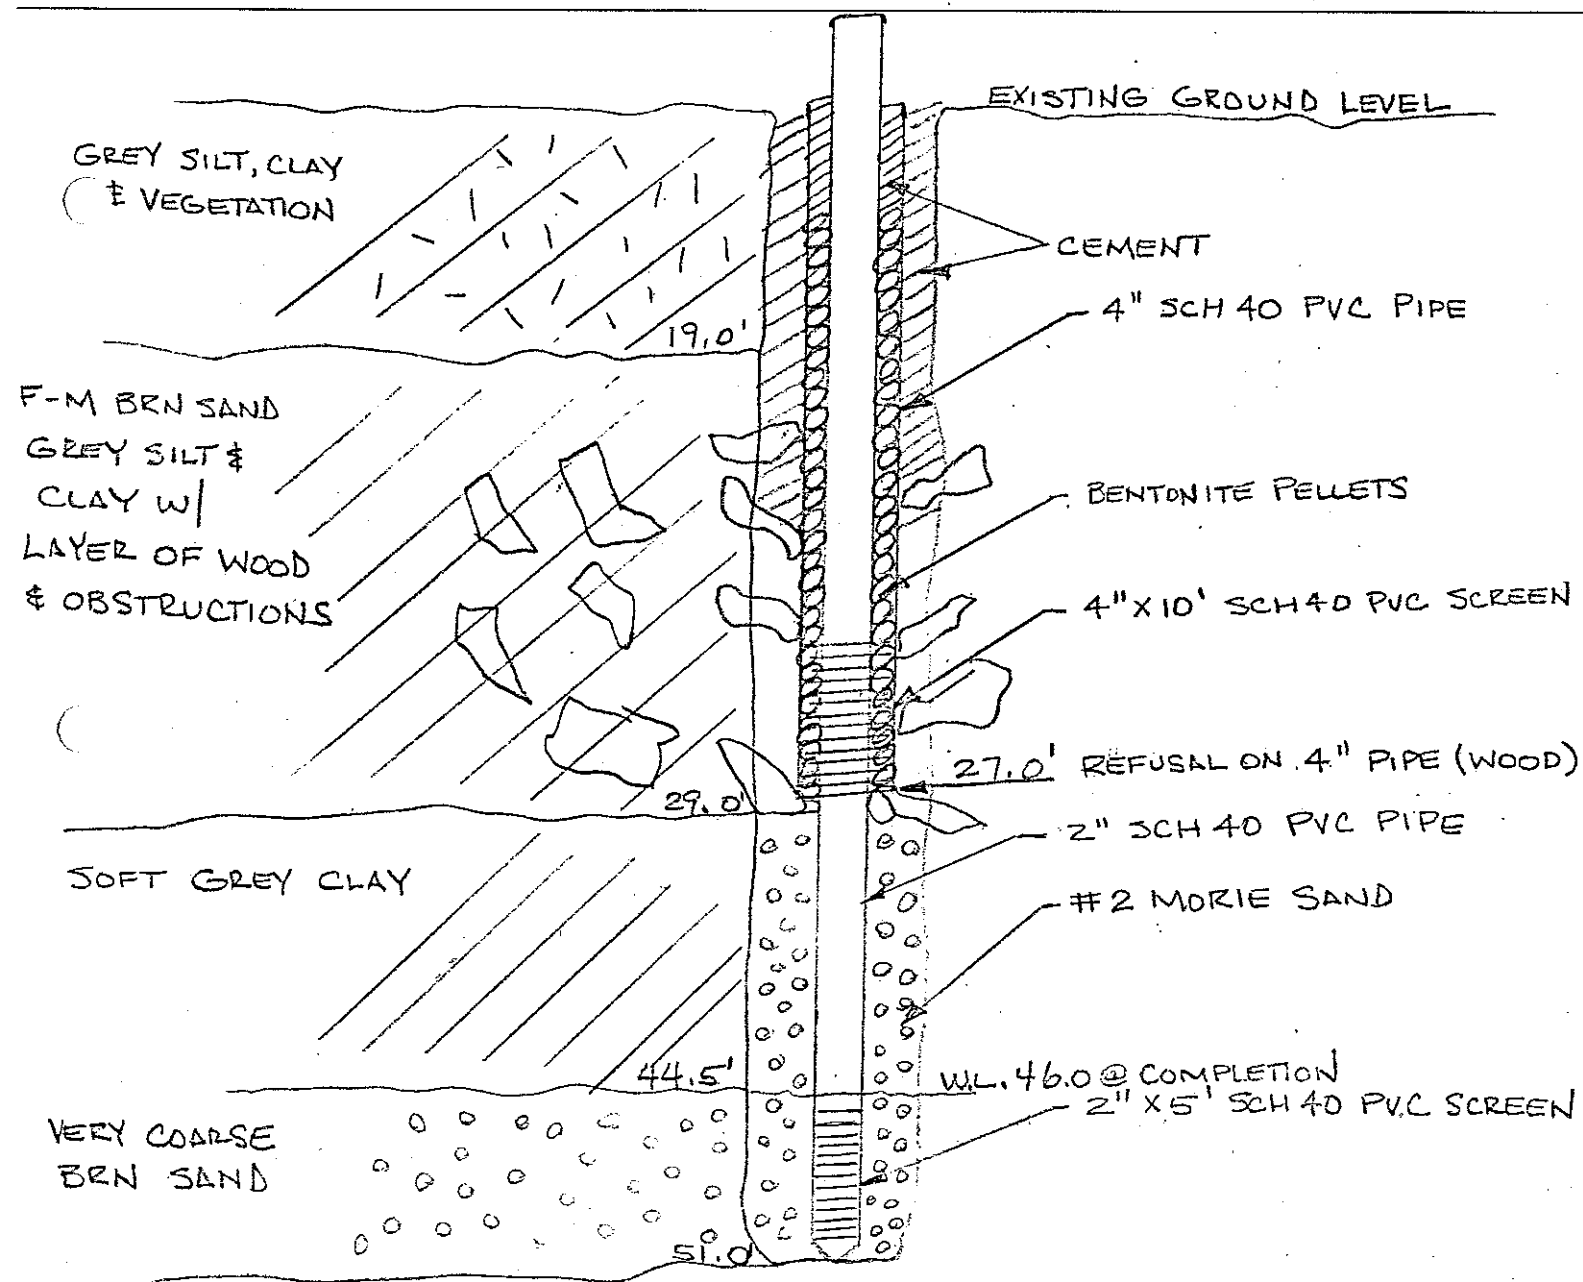 EXISTING GROUND LEVEL
GREY SILT, CLAY
& VEGETATION
CEMENT
4" SCH 40 PVC PIPE
19.0'
F-M BRN SAND
GREY SILT &
CLAY W/
LAYER OF WOOD
& OBSTRUCTIONS
BENTONITE PELLETS
4" X 10' SCH 40 PVC SCREEN
27.0' REFUSAL ON 4" PIPE (WOOD)
29.0'
2" SCH 40 PVC PIPE
SOFT GREY CLAY
#2 MORIE SAND
44.5'
W.L. 46.0 @ COMPLETION
2" X 5' SCH 40 PVC SCREEN
VERY COARSE
BRN SAND
51.0'